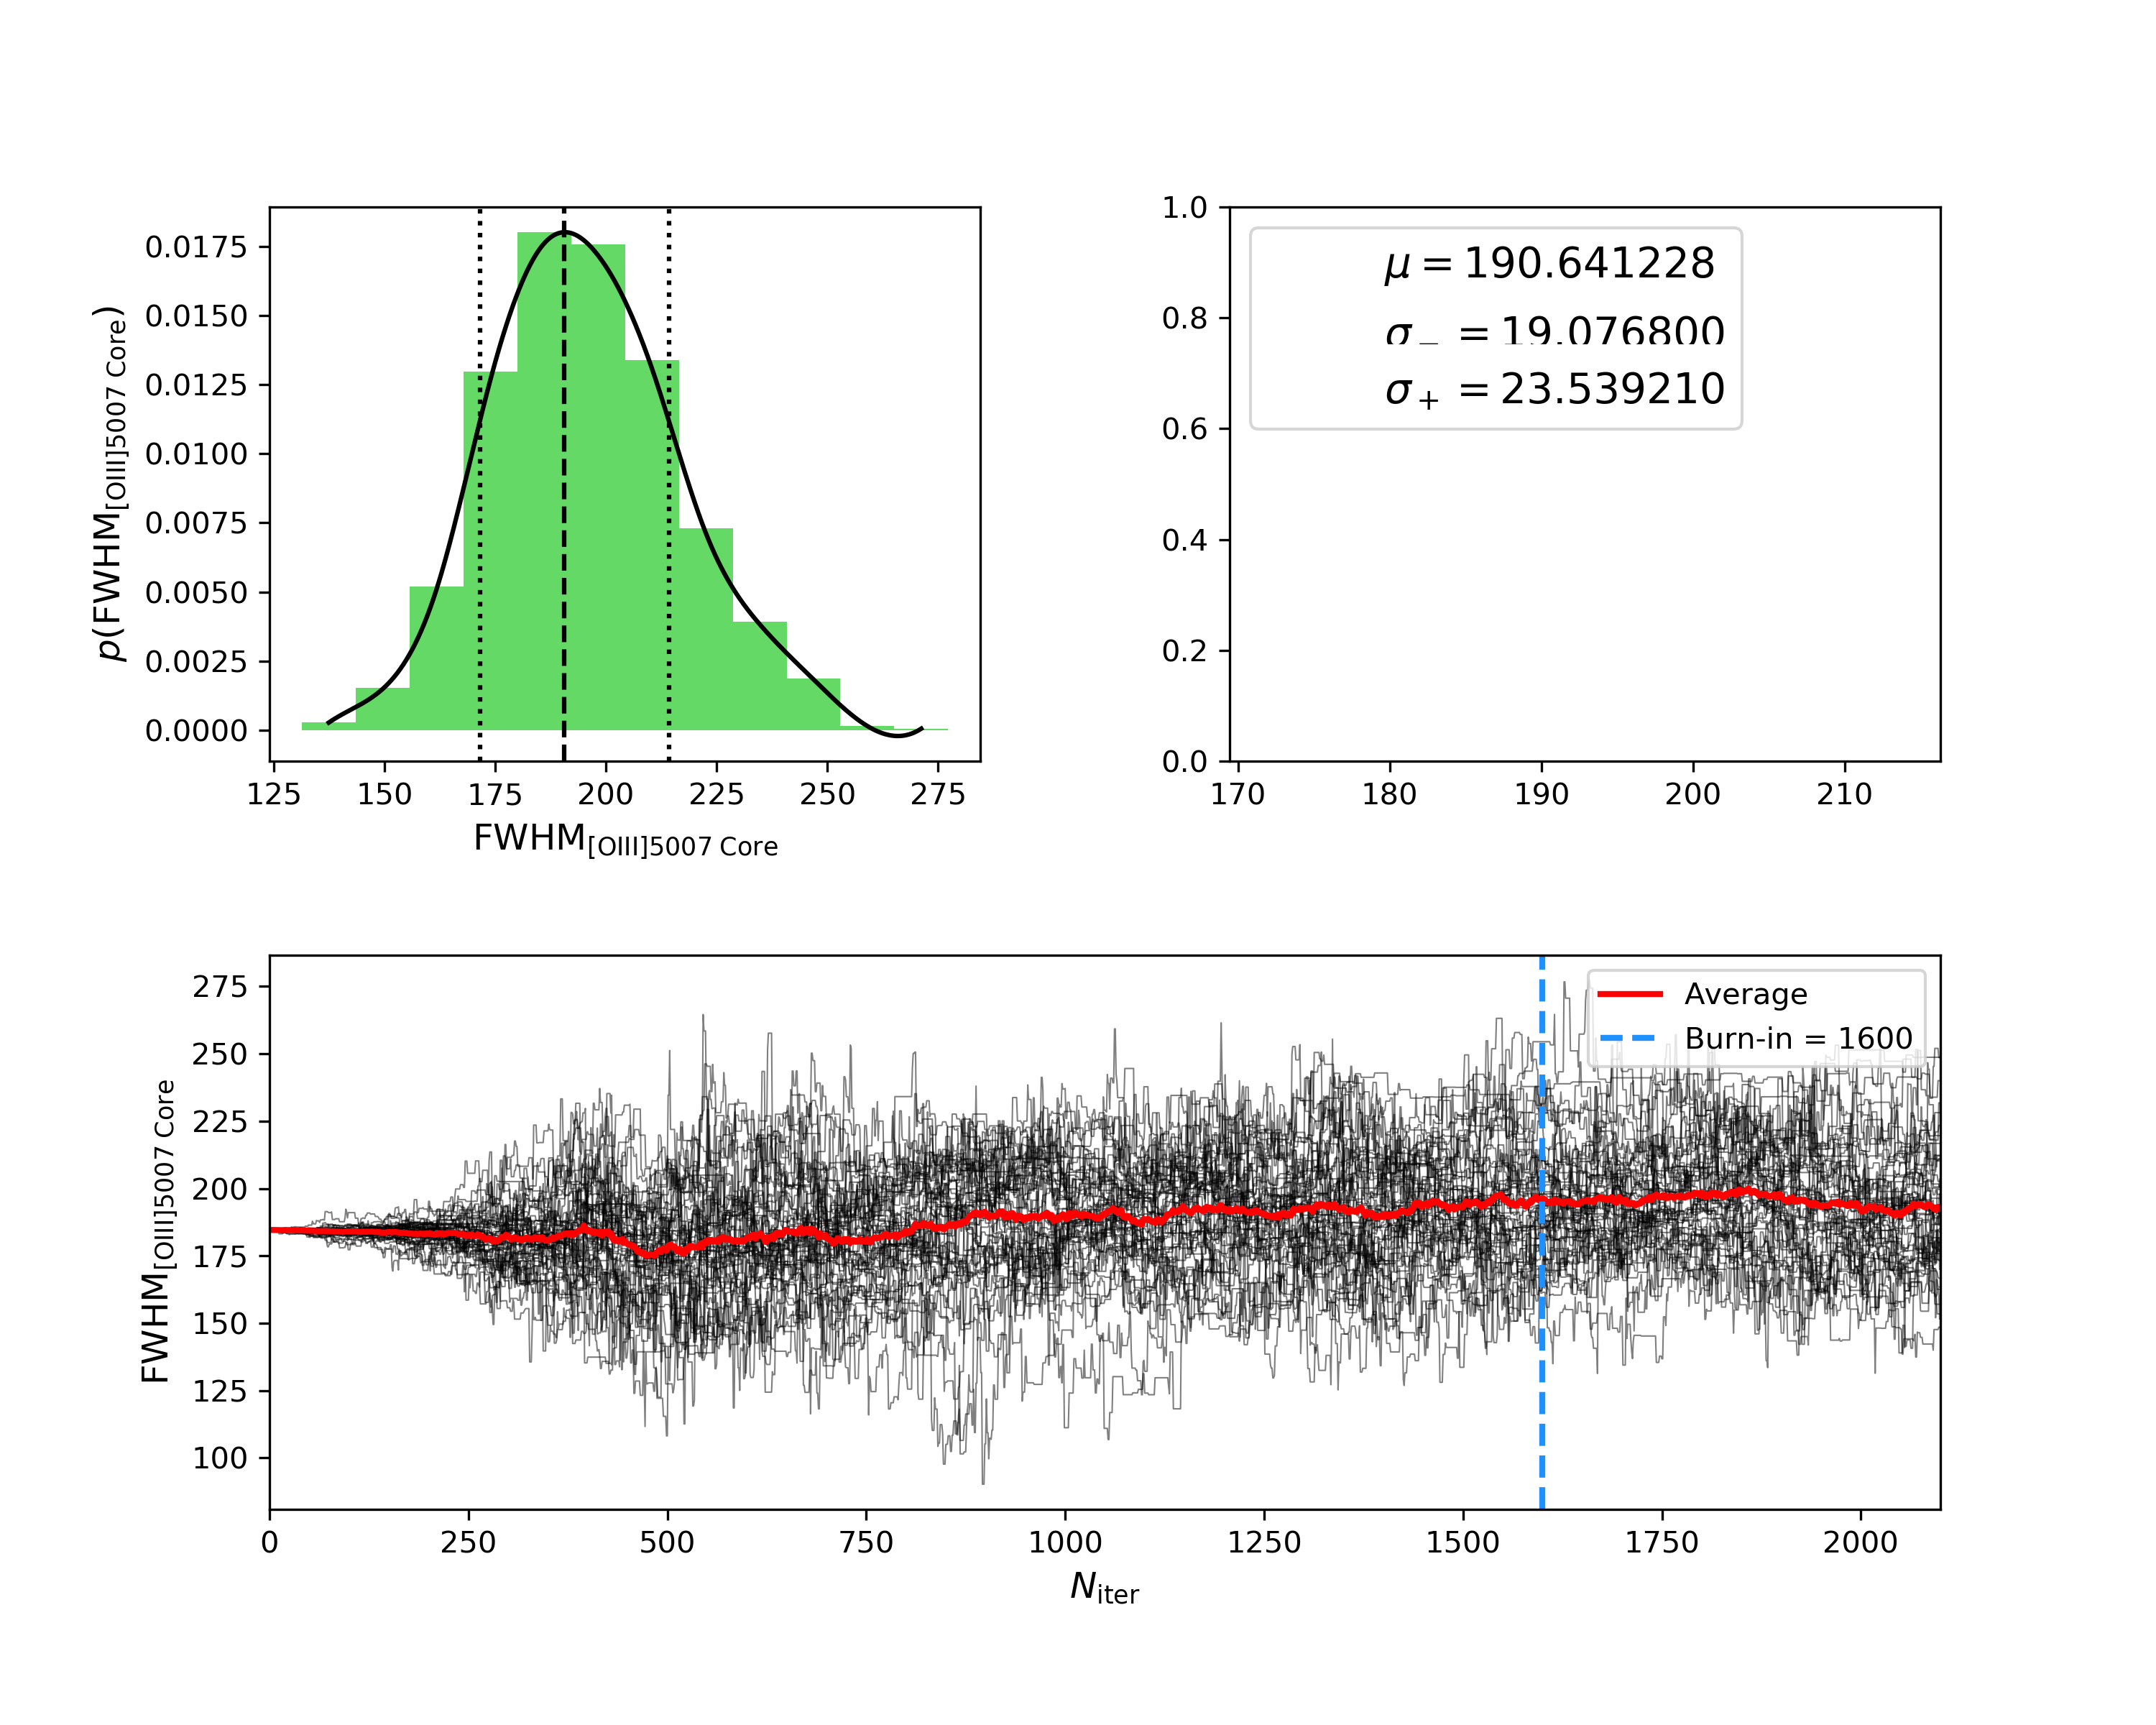 0.0175
0.0150
0.0125
0.0100
0.0075
0.0050
0.0025
0.0000
p(FWHM[OIII]5007 Core)
125 150 175 200 225 250 275
FWHM[OIII]5007 Core
1.0
0.8
0.6
0.4
0.2
0.0
μ = 190.641228
σ− = 19.076800
σ+ = 23.539210
170 180 190 200 210
275
250
225
200
175
150
125
100
FWHM[OIII]5007 Core
Average
Burn-in = 1600
0 250 500 750 1000 1250 1500 1750 2000
Niter